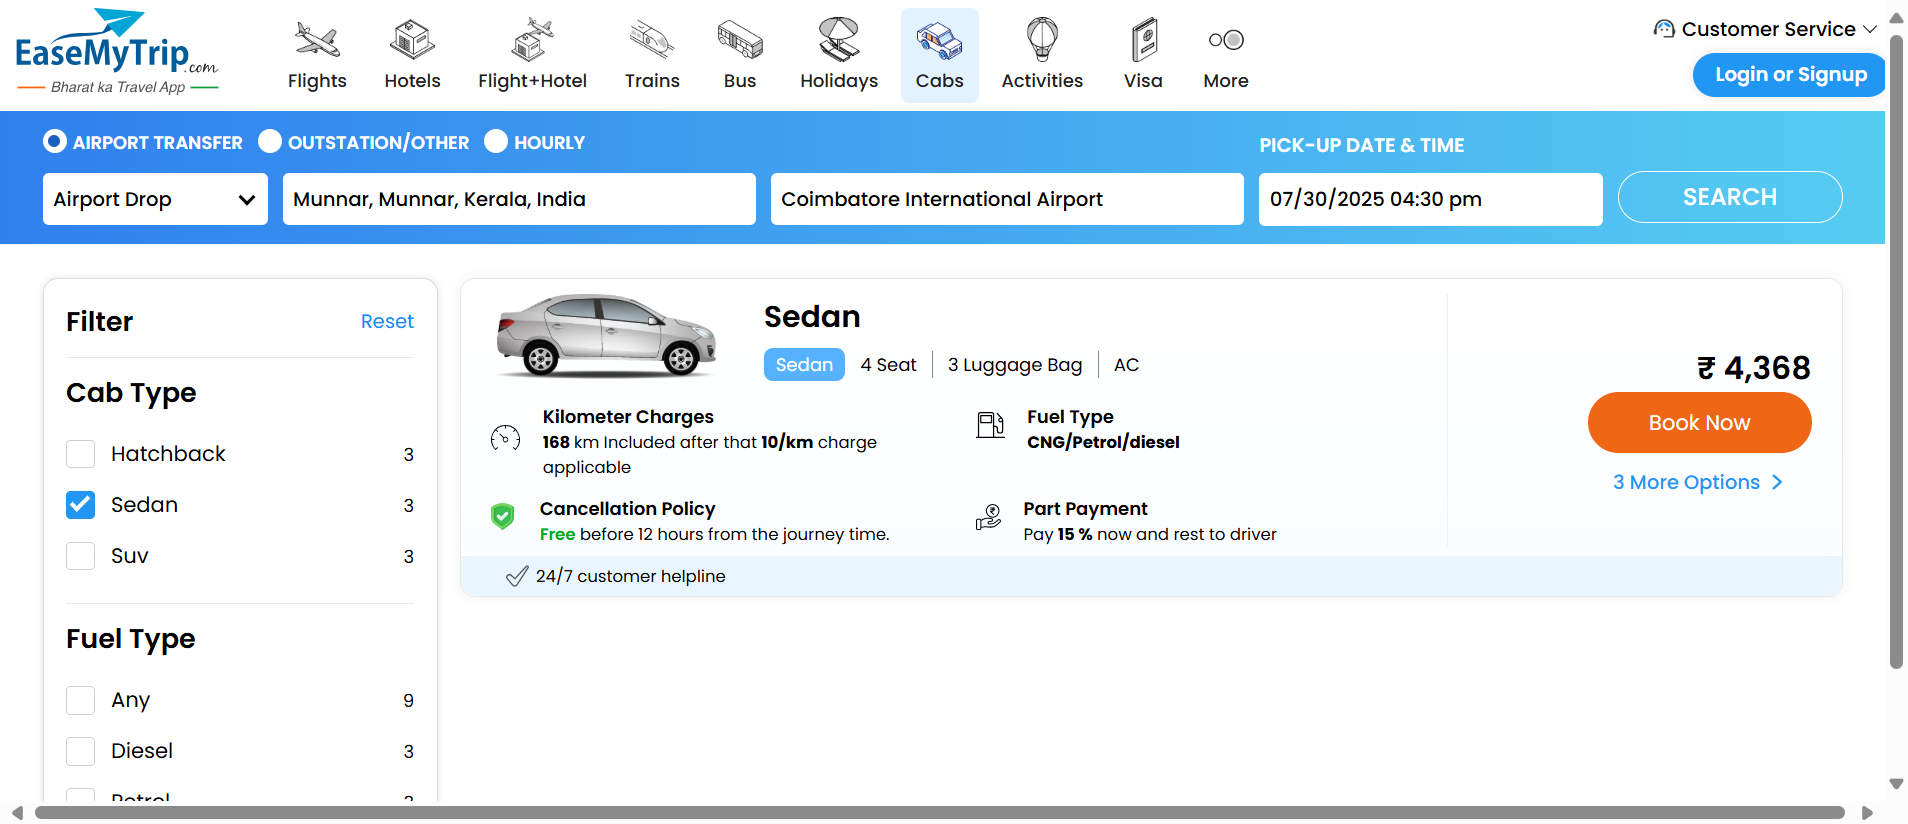 EaseMyTrip.com
Bharat ka Travel App
Flights
Hotels
Flight+Hotel
Trains
Bus
Holidays
Cabs
Activities
Visa
More
Customer Service
Login or Signup
AIRPORT TRANSFER
OUTSTATION/OTHER
HOURLY
PICK-UP DATE & TIME
Airport Drop
Munnar, Munnar, Kerala, India
Coimbatore International Airport
07/30/2025 04:30 pm
SEARCH
Filter
Reset
Cab Type
Hatchback 3
Sedan 3
Suv 3
Fuel Type
Any 9
Diesel 3
Petrol 3
Sedan
Sedan 4 Seat 3 Luggage Bag AC
Kilometer Charges
168 km Included after that 10/km charge
applicable
Fuel Type
CNG/Petrol/diesel
Cancellation Policy
Free before 12 hours from the journey time.
Part Payment
Pay 15 % now and rest to driver
₹ 4,368
Book Now
3 More Options
24/7 customer helpline